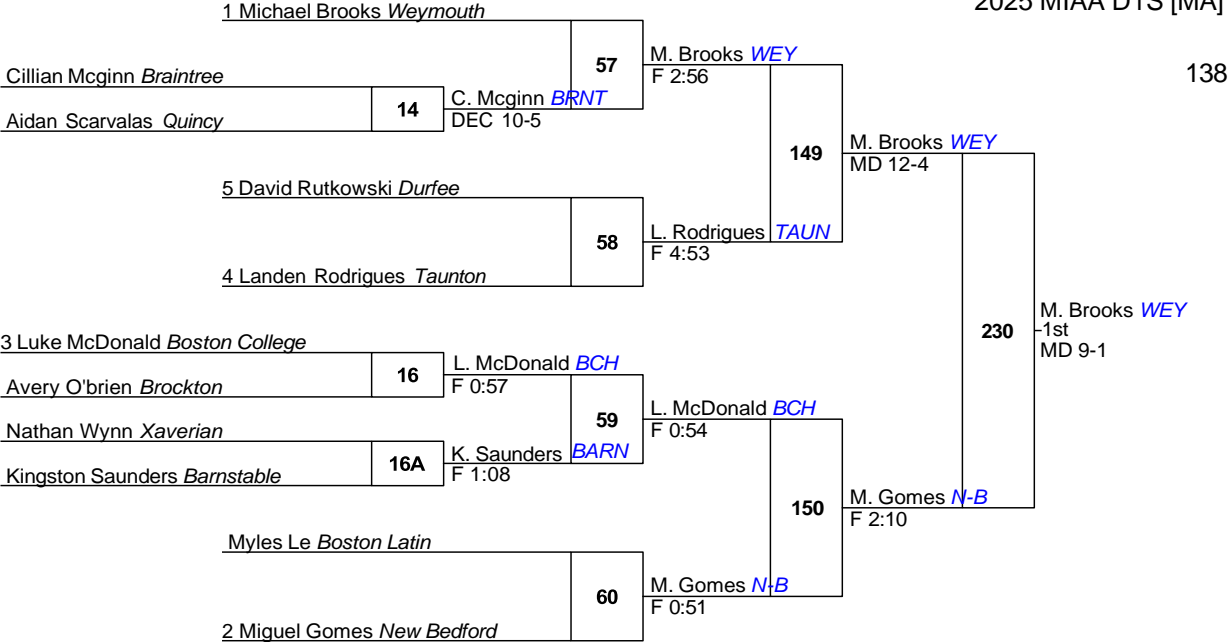 2025 MIAA D1S [MA]
138
1 Michael Brooks Weymouth
57
M. Brooks WEY
F 2:56
Cillian Mcginn Braintree
14
C. Mcginn BRNT
DEC 10-5
Aidan Scarvalas Quincy
149
M. Brooks WEY
MD 12-4
5 David Rutkowski Durfee
58
L. Rodrigues TAUN
F 4:53
4 Landen Rodrigues Taunton
230
M. Brooks WEY
1st
MD 9-1
3 Luke McDonald Boston College
16
L. McDonald BCH
F 0:57
Avery O'brien Brockton
59
L. McDonald BCH
F 0:54
Nathan Wynn Xaverian
16A
K. Saunders BARN
F 1:08
Kingston Saunders Barnstable
150
M. Gomes N-B
F 2:10
Myles Le Boston Latin
60
M. Gomes N-B
F 0:51
2 Miguel Gomes New Bedford